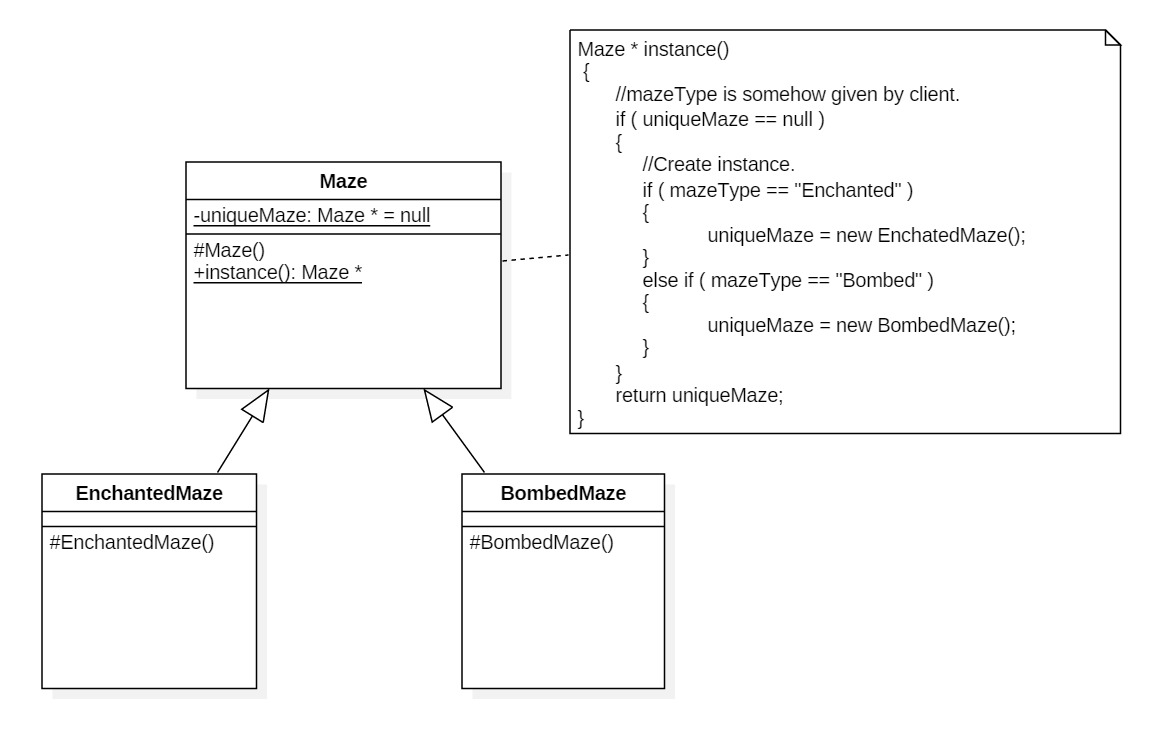 Maze * instance()
{
//mazeType is somehow given by client.
if ( uniqueMaze == null )
{
//Create instance.
if ( mazeType == "Enchanted" )
{
uniqueMaze = new EnchatedMaze();
}
else if ( mazeType == "Bombed" )
{
uniqueMaze = new BombedMaze();
}
}
return uniqueMaze;
}
Maze
-uniqueMaze: Maze * = null
#Maze()
+instance(): Maze *
EnchantedMaze
#EnchantedMaze()
BombedMaze
#BombedMaze()